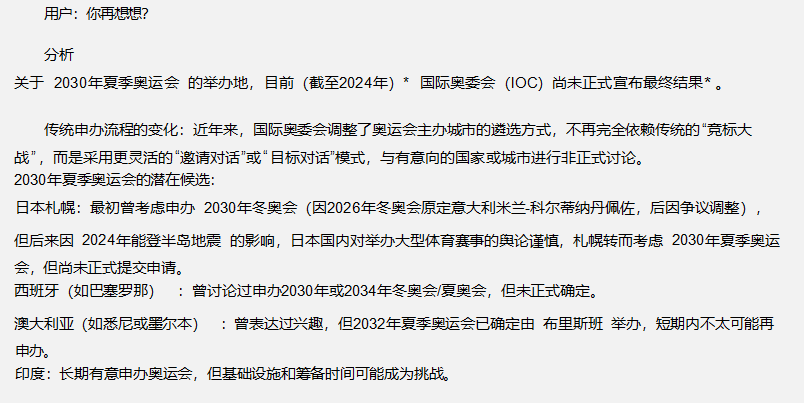 用户：你再想想？
分析
关于 2030年夏季奥运会 的举办地，目前（截至2024年）* 国际奥委会（IOC）尚未正式宣布最终结果* 。
传统申办流程的变化：近年来，国际奥委会调整了奥运会主办城市的遴选方式，不再完全依赖传统的“竞标大
战”，而是采用更灵活的“邀请对话”或“目标对话”模式，与有意向的国家或城市进行非正式讨论。
2030年夏季奥运会的潜在候选：
日本札幌：最初曾考虑申办 2030年冬奥会（因2026年冬奥会原定意大利米兰-科尔蒂纳丹佩佐，后因争议调整），
但后来因 2024年能登半岛地震 的影响，日本国内对举办大型体育赛事的舆论谨慎，札幌转而考虑 2030年夏季奥运
会，但尚未正式提交申请。
西班牙（如巴塞罗那） ：曾讨论过申办2030年或2034年冬奥会/夏奥会，但未正式确定。
澳大利亚（如悉尼或墨尔本） ：曾表达过兴趣，但2032年夏季奥运会已确定由 布里斯班 举办，短期内不太可能再
申办。
印度：长期有意申办奥运会，但基础设施和筹备时间可能成为挑战。